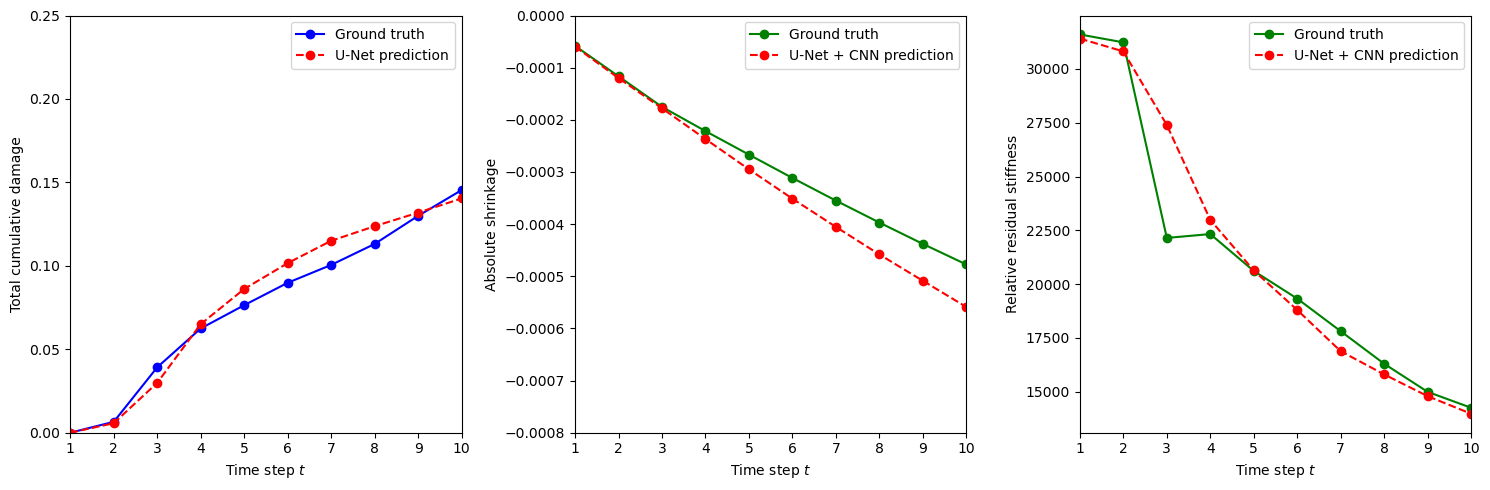 0.25
0.20
0.15
0.10
0.05
0.00
Total cumulative damage
1 2 3 4 5 6 7 8 9 10
Time step t
Ground truth
U-Net prediction
0.0000
−0.0001
−0.0002
−0.0003
−0.0004
−0.0005
−0.0006
−0.0007
−0.0008
Absolute shrinkage
1 2 3 4 5 6 7 8 9 10
Time step t
Ground truth
U-Net + CNN prediction
30000
27500
25000
22500
20000
17500
15000
Relative residual stiffness
1 2 3 4 5 6 7 8 9 10
Time step t
Ground truth
U-Net + CNN prediction